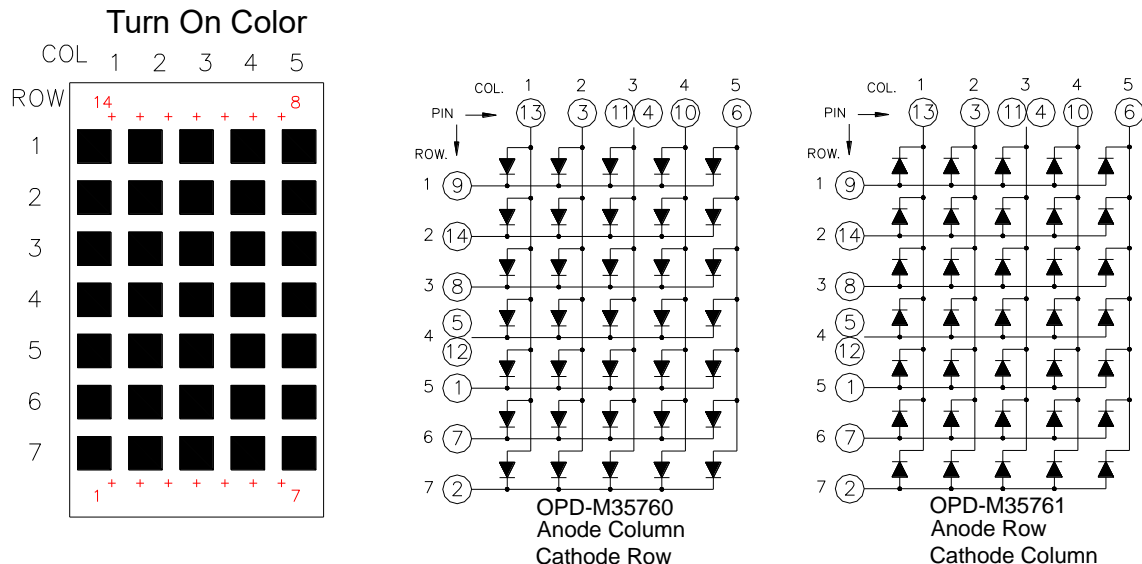 Turn On Color
COL 1 2 3 4 5
ROW
14 8
1
2
3
4
5
6
7
1 7
COL. 1 2 3 4 5
PIN 13 3 11 4 10 6
ROW.
1 9
2 14
3 8
5
4
12
5 1
6 7
7 2
OPD-M35760
Anode Column
Cathode Row
COL. 1 2 3 4 5
PIN 13 3 11 4 10 6
ROW.
1 9
2 14
3 8
5
4
12
5 1
6 7
7 2
OPD-M35761
Anode Row
Cathode Column